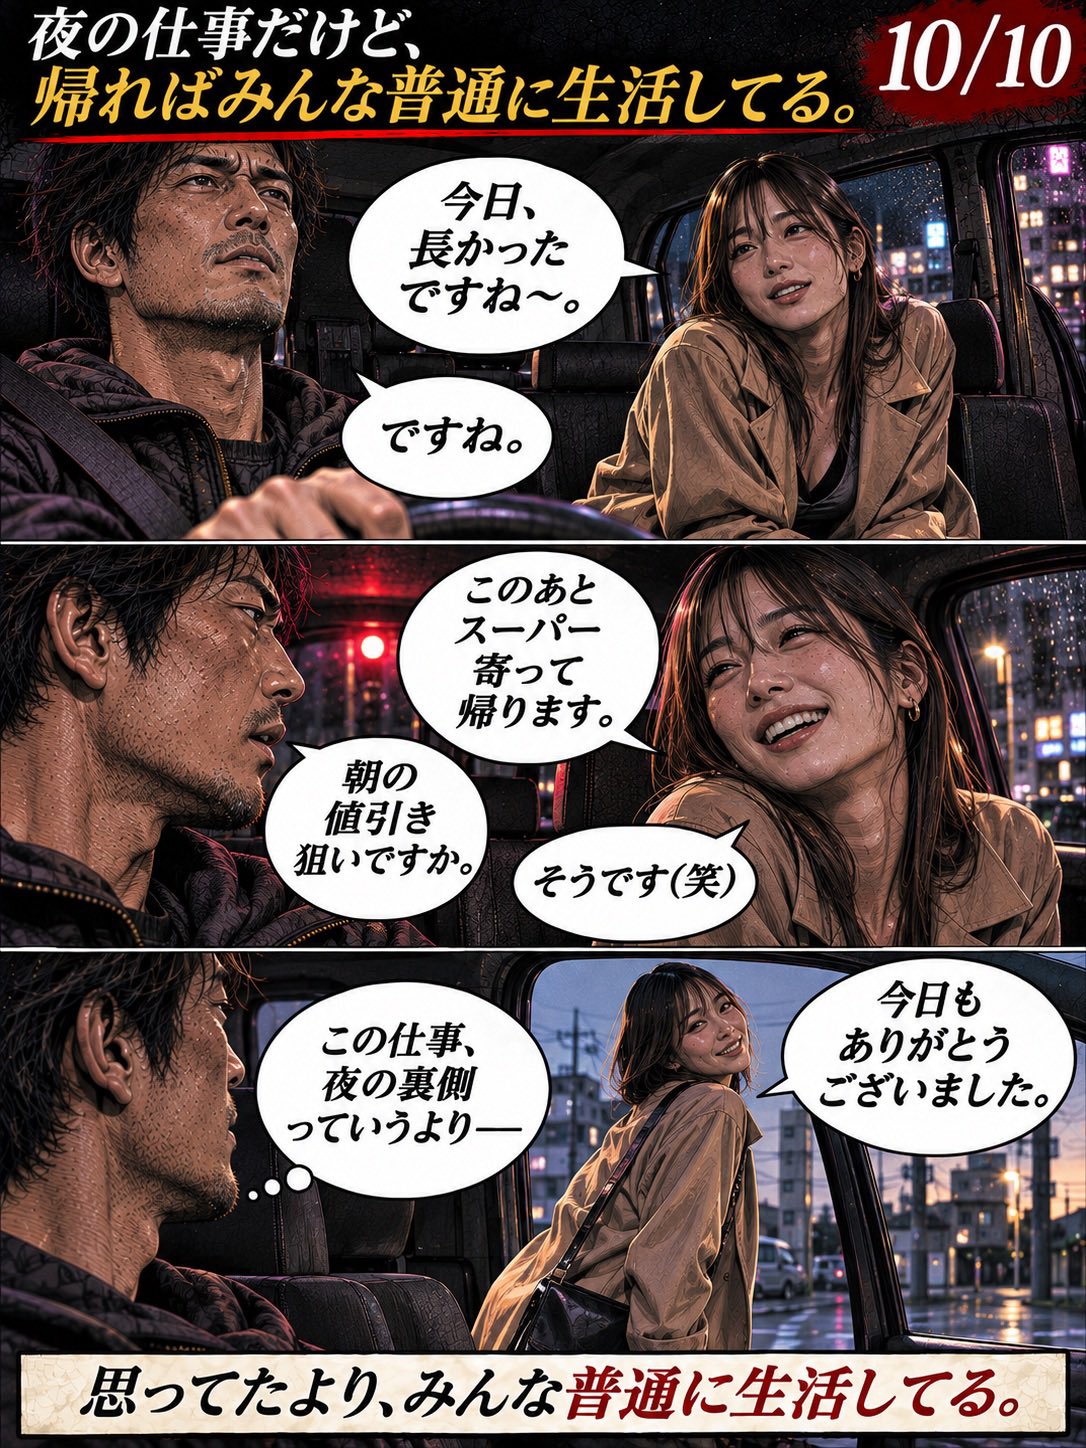 夜の仕事だけど、
帰ればみんな普通に生活してる。
10/10
今日、
長かった
ですね〜。
ですね。
このあと
スーパー
寄って
帰ります。
朝の
値引き
狙いですか。
そうです(笑)
この仕事、
夜の裏側
っていうより―
今日も
ありがとう
ございました。
思ってたより、みんな普通に生活してる。